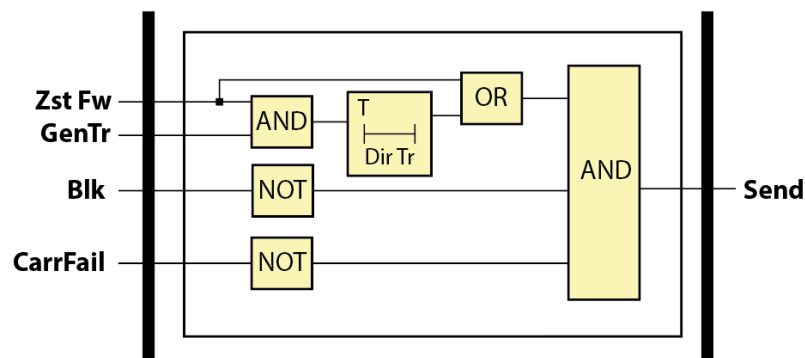 Zst Fw
GenTr
Blk
CarrFail
AND
T
Dir Tr
OR
NOT
NOT
AND
Send